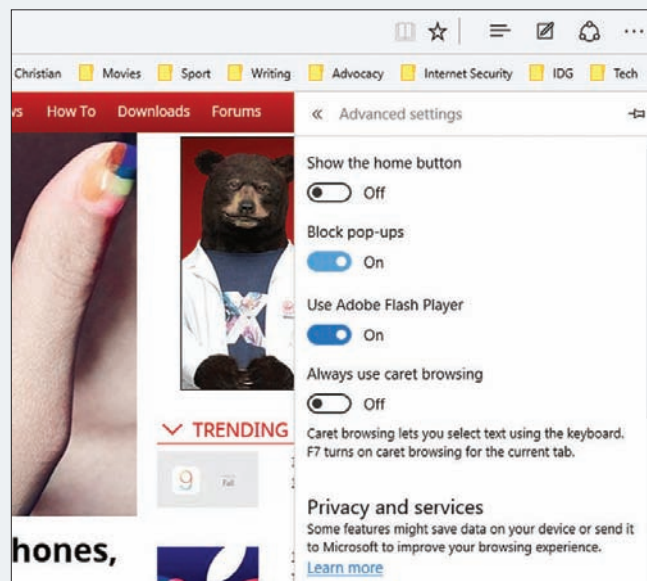 Christian Movies Sport Writing Advocacy Internet Security IDG Tech
How To Downloads Forums
Advanced settings
Show the home button
Off
Block pop-ups
On
Use Adobe Flash Player
On
Always use caret browsing
Off
Caret browsing lets you select text using the keyboard.
F7 turns on caret browsing for the current tab.
TRENDING
9
Fall
Privacy and services
Some features might save data on your device or send it
to Microsoft to improve your browsing experience.
Learn more
hones,